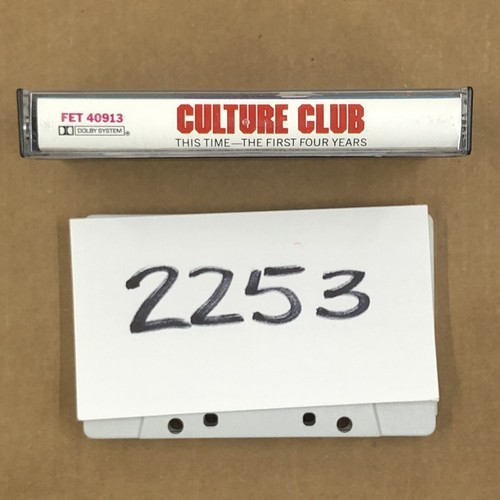 FET 40913
DOLBY SYSTEM ®
CULTURE CLUB
THIS TIME—THE FIRST FOUR YEARS
2253